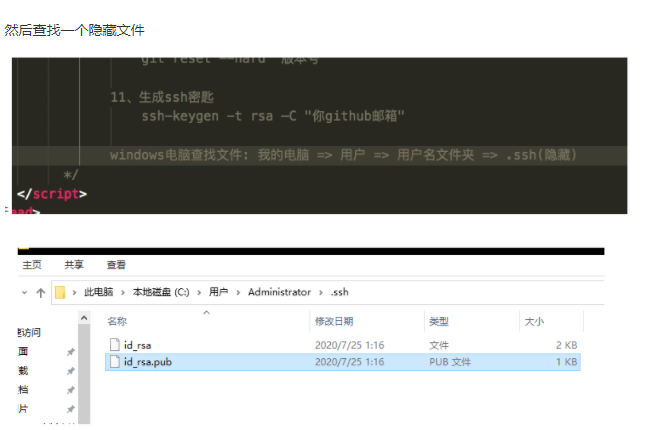 然后查找一个隐藏文件
git reset --hard 版本号
11、生成ssh密匙
ssh-keygen -t rsa -C "你github邮箱"
windows电脑查找文件: 我的电脑 => 用户 => 用户名文件夹 => .ssh(隐藏)
*/
</script>
ead>
主页 共享 查看
此电脑 › 本地磁盘 (C:) › 用户 › Administrator › .ssh
名称 修改日期 类型 大小
速访问
面
载
档
片
id_rsa 2020/7/25 1:16 文件 2 KB
id_rsa.pub 2020/7/25 1:16 PUB 文件 1 KB